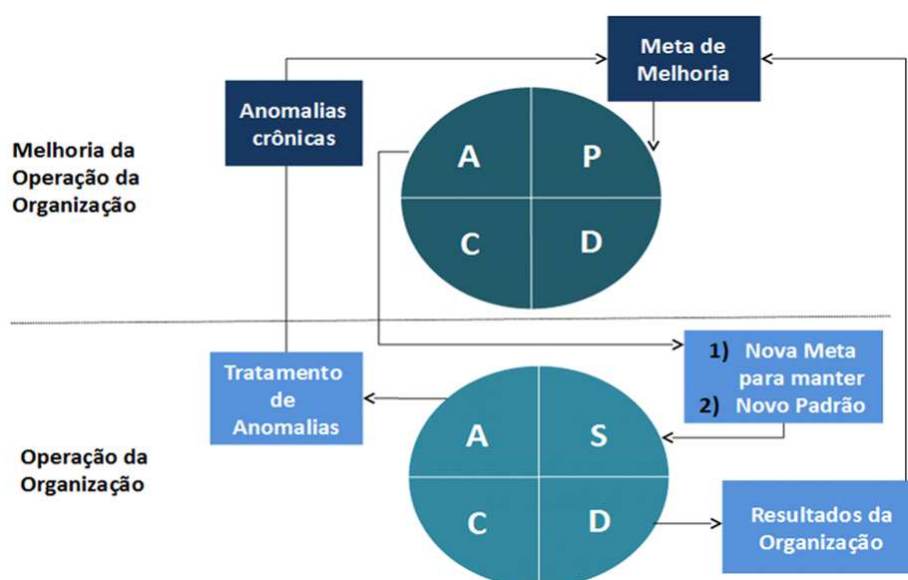 Meta de
Melhoria
Anomalias
crônicas
Melhoria da
Operação da
Organização
A
P
C
D
1) Nova Meta
para manter
2) Novo Padrão
Tratamento
de
Anomalias
A
S
Operação da
Organização
C
D
Resultados da
Organização